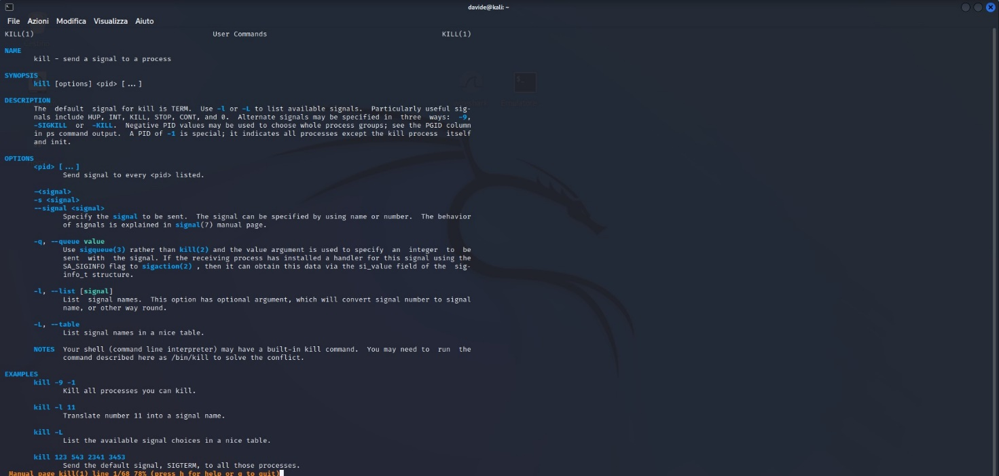 davide@kali: ~
File Azioni Modifica Visualizza Aiuto
KILL(1) User Commands KILL(1)
NAME
kill - send a signal to a process
SYNOPSIS
kill [options] <pid> [...]
DESCRIPTION
The default signal for kill is TERM. Use -l or -L to list available signals. Particularly useful sig-
nals include HUP, INT, KILL, STOP, CONT, and 0. Alternate signals may be specified in three ways: -9,
-SIGKILL or -KILL. Negative PID values may be used to choose whole process groups; see the PGID column
in ps command output. A PID of -1 is special; it indicates all processes except the kill process itself
and init.
OPTIONS
<pid> [...]
Send signal to every <pid> listed.
-<signal>
-s <signal>
--signal <signal>
Specify the signal to be sent. The signal can be specified by using name or number. The behavior
of signals is explained in signal(7) manual page.
-q, --queue value
Use sigqueue(3) rather than kill(2) and the value argument is used to specify an integer to be
sent with the signal. If the receiving process has installed a handler for this signal using the
SA_SIGINFO flag to sigaction(2) , then it can obtain this data via the si_value field of the sig-
info_t structure.
-l, --list [signal]
List signal names. This option has optional argument, which will convert signal number to signal
name, or other way round.
-L, --table
List signal names in a nice table.
NOTES Your shell (command line interpreter) may have a built-in kill command. You may need to run the
command described here as /bin/kill to solve the conflict.
EXAMPLES
kill -9 -1
Kill all processes you can kill.
kill -l 11
Translate number 11 into a signal name.
kill -L
List the available signal choices in a nice table.
kill 123 543 2341 3453
Send the default signal, SIGTERM, to all those processes.
Manual page kill(1) line 1/68 78% (press h for help or q to quit)